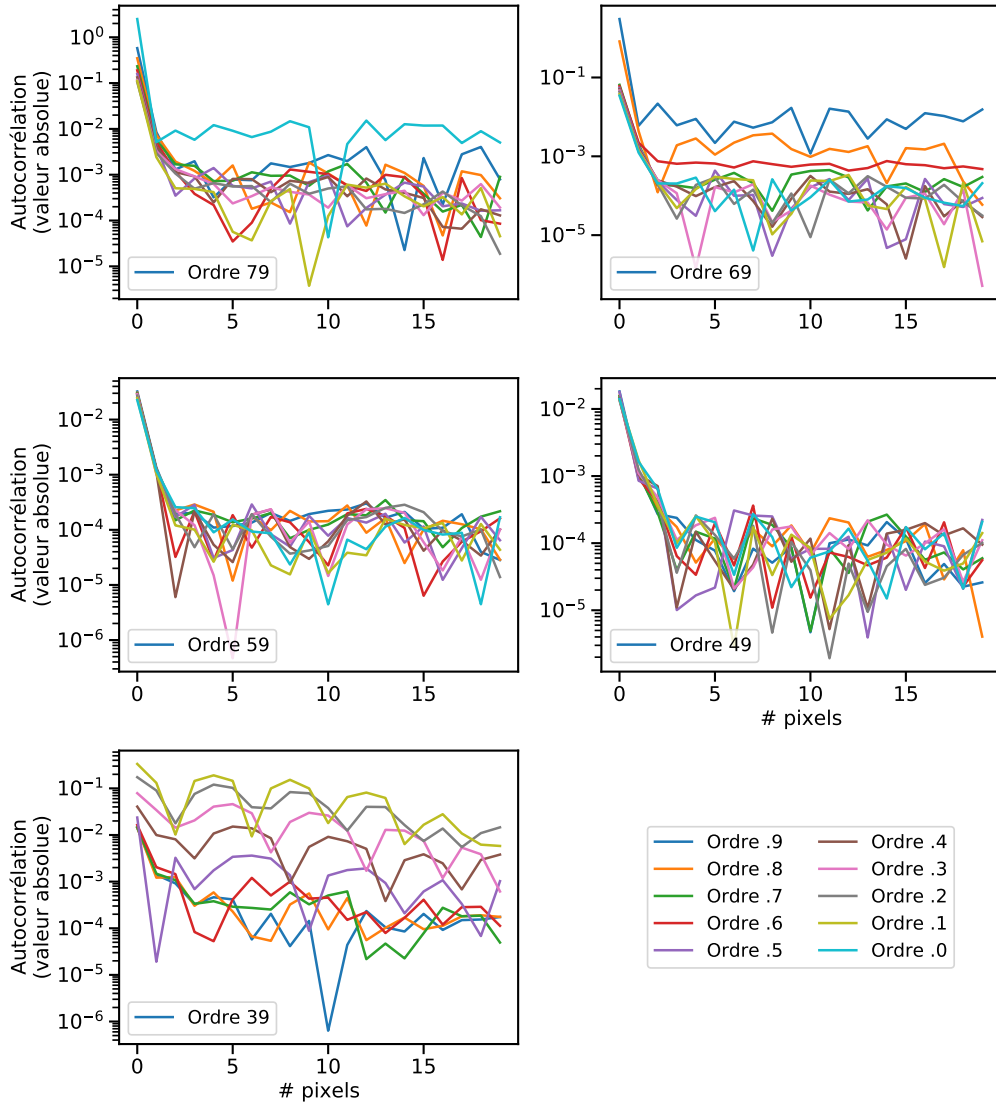 Autocorrélation
(valeur absolue)
10⁰
10⁻¹
10⁻²
10⁻³
10⁻⁴
10⁻⁵
Ordre 79
0 5 10 15
10⁻¹
10⁻³
10⁻⁵
Ordre 69
0 5 10 15
Autocorrélation
(valeur absolue)
10⁻²
10⁻³
10⁻⁴
10⁻⁵
10⁻⁶
Ordre 59
0 5 10 15
10⁻²
10⁻³
10⁻⁴
10⁻⁵
Ordre 49
0 5 10 15
# pixels
Autocorrélation
(valeur absolue)
10⁻¹
10⁻²
10⁻³
10⁻⁴
10⁻⁵
10⁻⁶
Ordre 39
0 5 10 15
# pixels
Ordre .9
Ordre .8
Ordre .7
Ordre .6
Ordre .5
Ordre .4
Ordre .3
Ordre .2
Ordre .1
Ordre .0